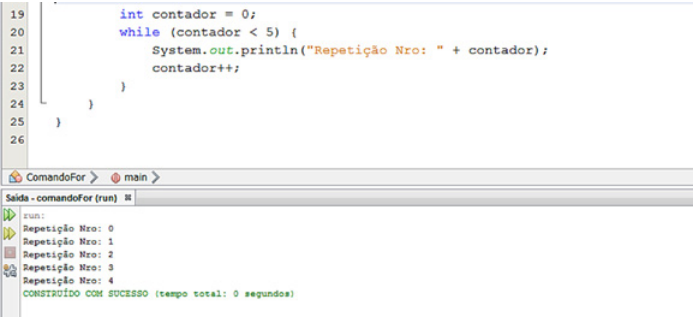 19 int contador = 0;
20 while (contador < 5) {
21 System.out.println("Repetição Nro: " + contador);
22 contador++;
23 }
24 }
25 }
26
ComandoFor main
Saída - comandoFor (run)
run:
Repetição Nro: 0
Repetição Nro: 1
Repetição Nro: 2
Repetição Nro: 3
Repetição Nro: 4
CONSTRUÍDO COM SUCESSO (tempo total: 0 segundos)